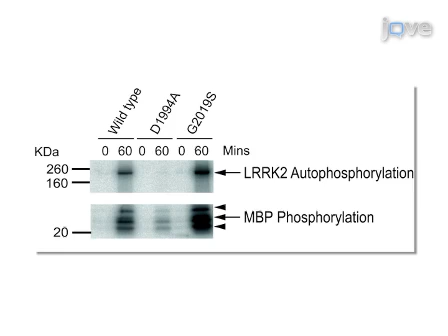 jove
Wild type D1994A G2019S
0 60 0 60 0 60 Mins
KDa
260
160
LRRK2 Autophosphorylation
MBP Phosphorylation
20